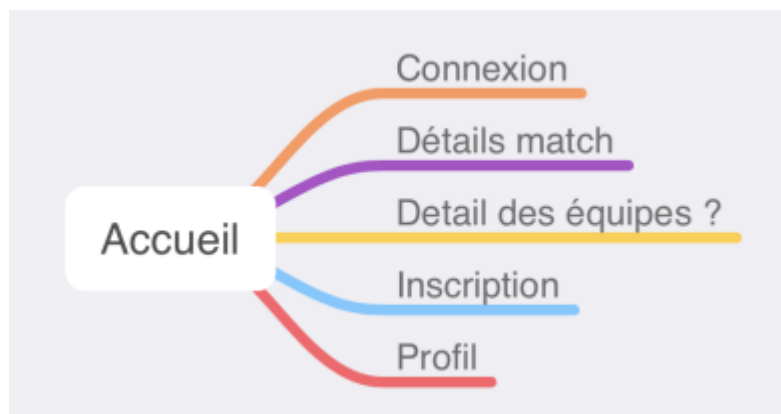 Connexion
Détails match
Detail des équipes ?
Accueil
Inscription
Profil